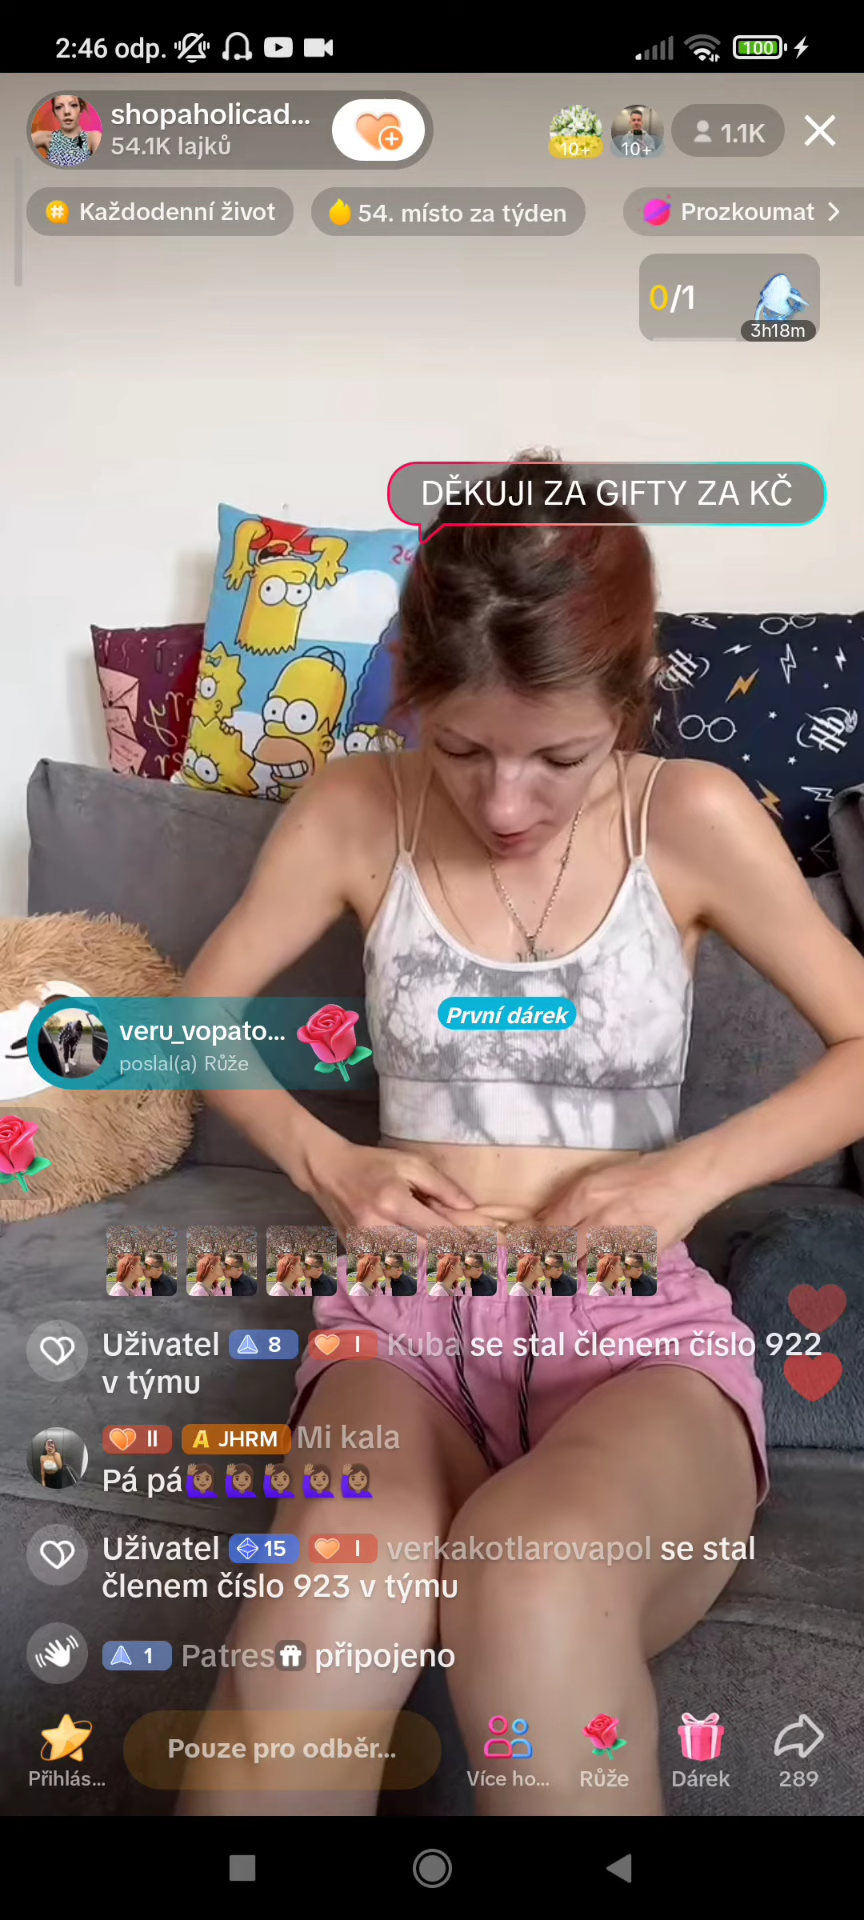 2:46 odp.
100
shopaholicad...
54.1K lajků
10+
10+
1.1K
Každodenní život
54. místo za týden
Prozkoumat
0/1
3h18m
DĚKUJI ZA GIFTY ZA KČ
První dárek
veru_vopato...
poslal(a) Růže
Uživatel 8 I Kuba se stal členem číslo 922
v týmu
II A JHRM Mi kala
Pá pá🙋🏽‍♀️🙋🏽‍♀️🙋🏽‍♀️🙋🏽‍♀️🙋🏽‍♀️
Uživatel 15 I verkakotlarovapol se stal
členem číslo 923 v týmu
1 Patres připojeno
Pouze pro odběr...
Přihlás...
Více ho...
Růže
Dárek
289